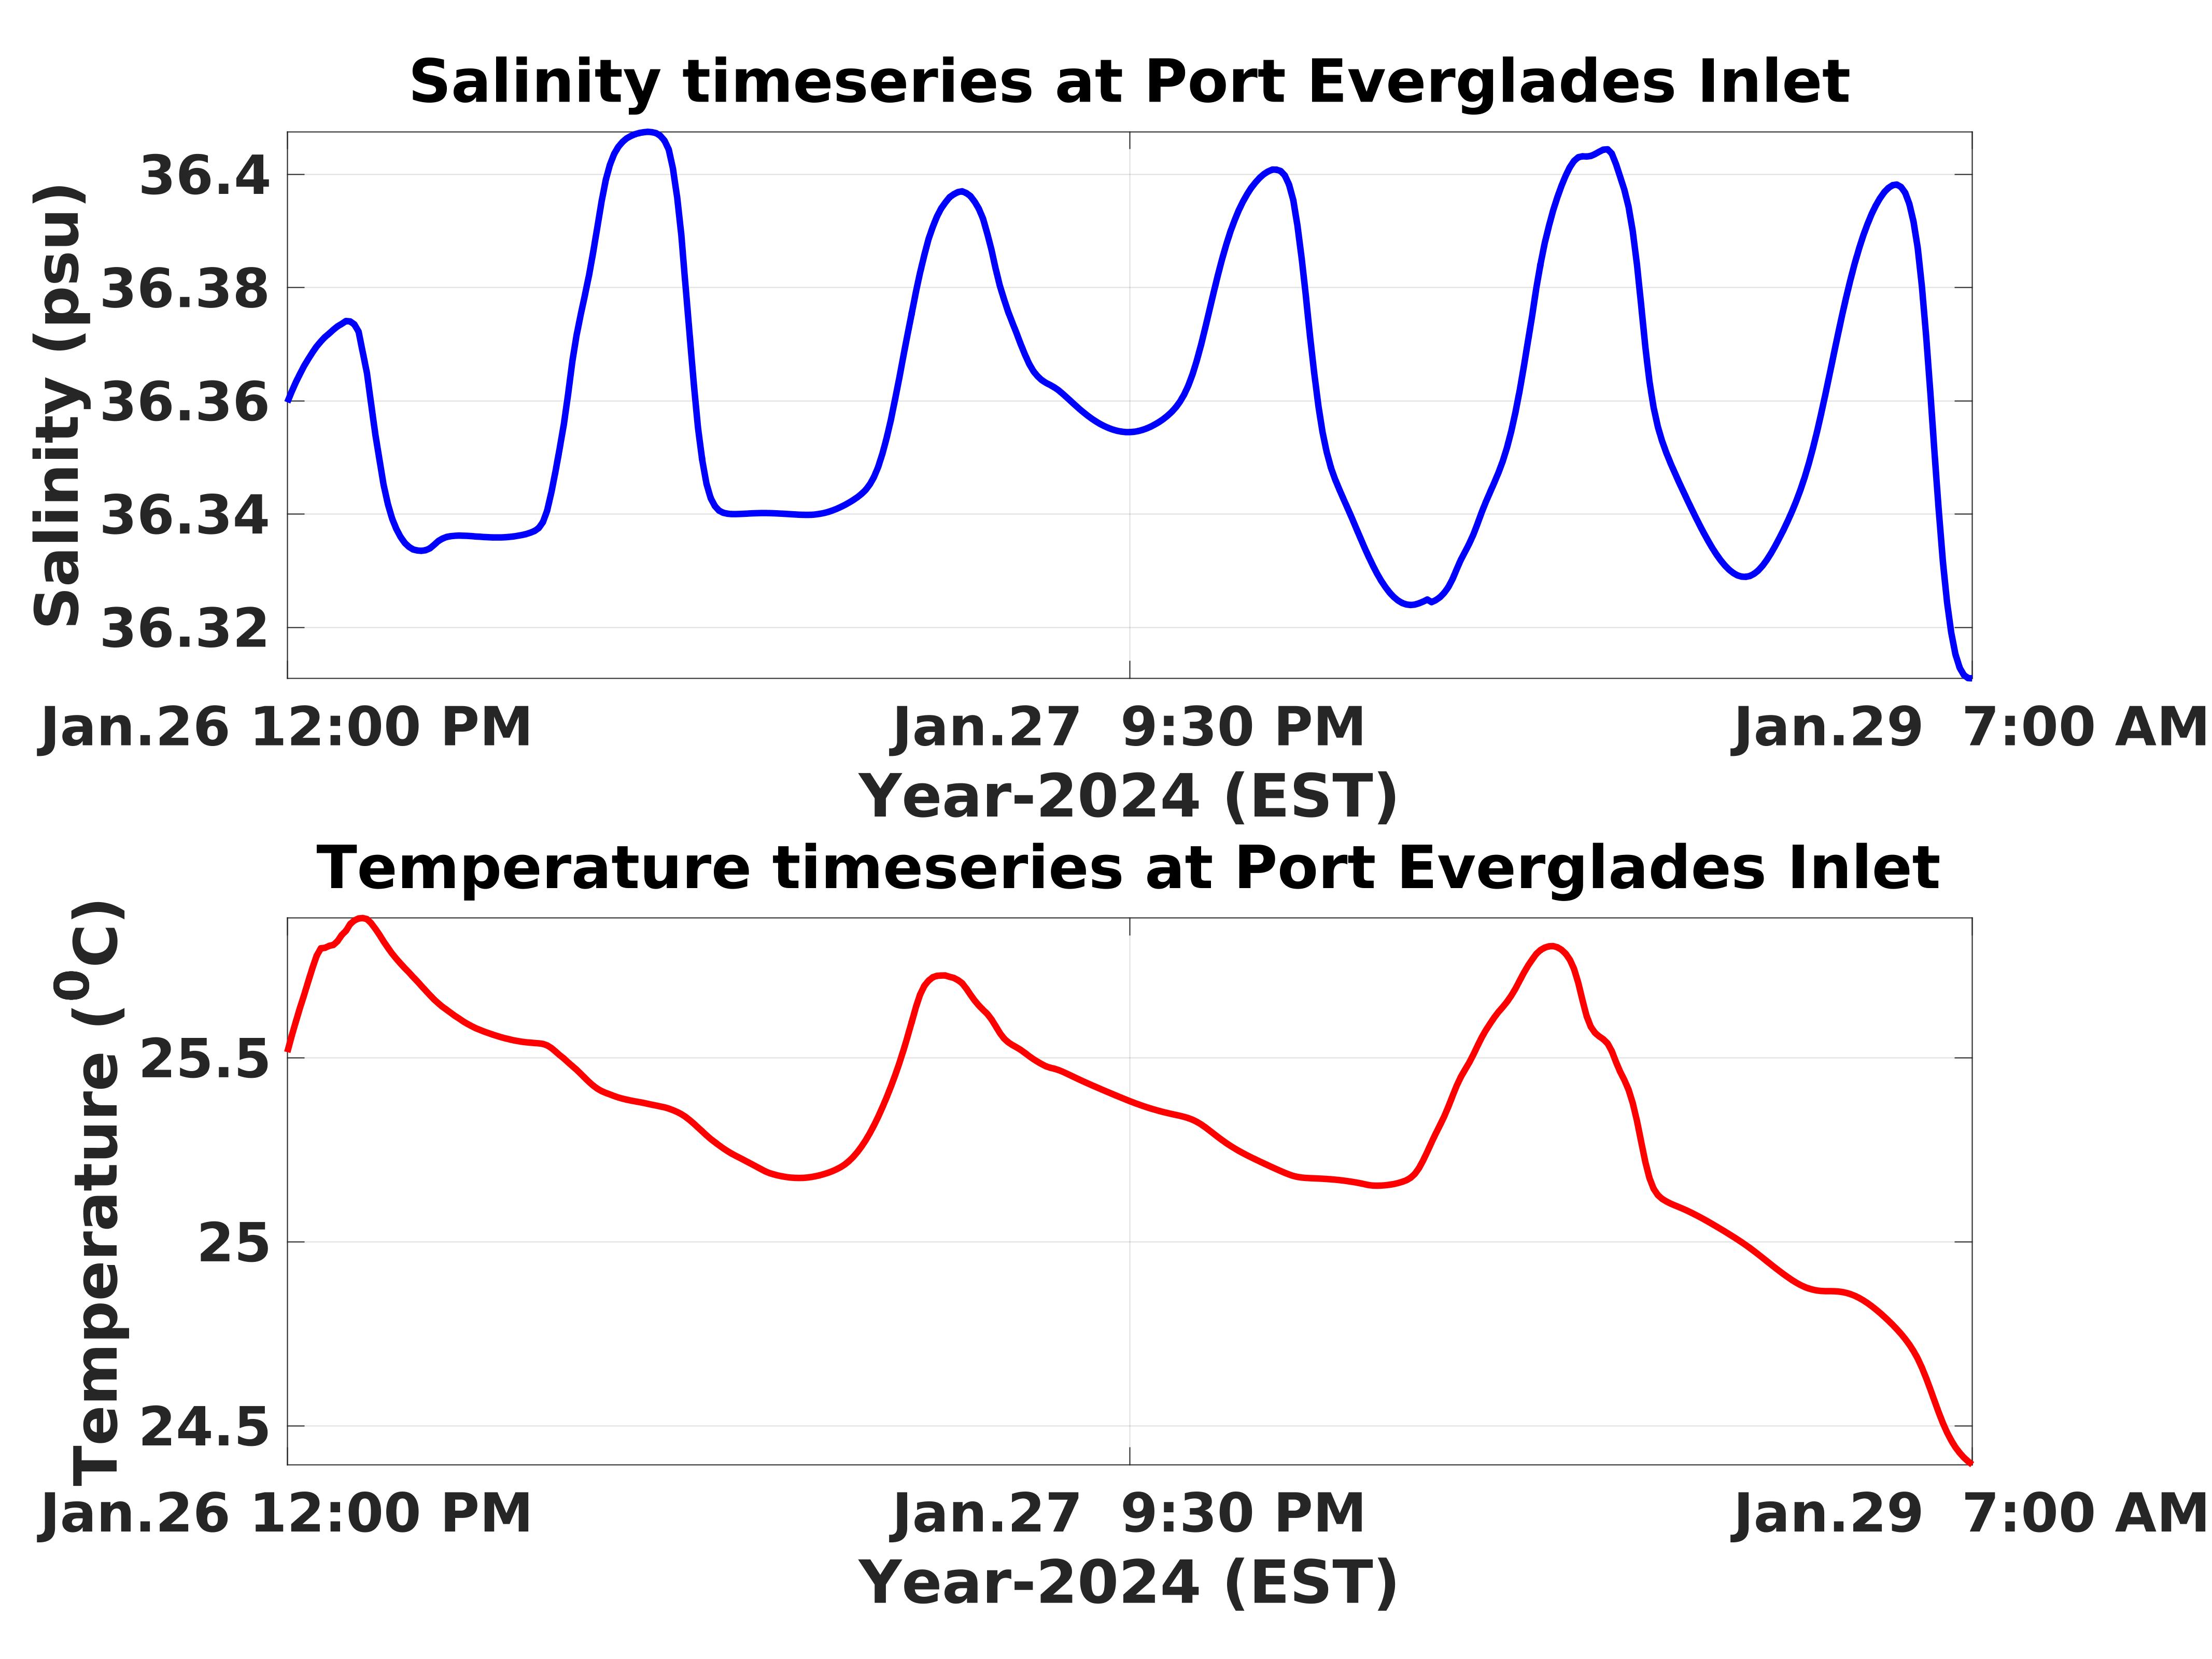 Salinity timeseries at Port Everglades Inlet
Salinity (psu)
36.4
36.38
36.36
36.34
36.32
Jan.26 12:00 PM Jan.27 9:30 PM Jan.29 7:00 AM
Year-2024 (EST)
Temperature timeseries at Port Everglades Inlet
Temperature (⁰C)
25.5
25
24.5
Jan.26 12:00 PM Jan.27 9:30 PM Jan.29 7:00 AM
Year-2024 (EST)